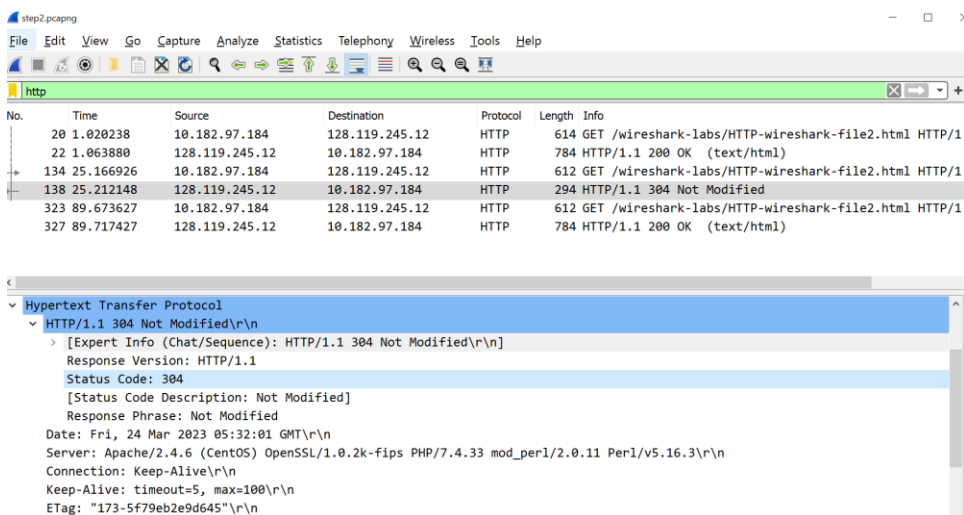 step2.pcapng
File Edit View Go Capture Analyze Statistics Telephony Wireless Tools Help
http
No. Time Source Destination Protocol Length Info
20 1.020238 10.182.97.184 128.119.245.12 HTTP 614 GET /wireshark-labs/HTTP-wireshark-file2.html HTTP/1
22 1.063880 128.119.245.12 10.182.97.184 HTTP 784 HTTP/1.1 200 OK (text/html)
134 25.166926 10.182.97.184 128.119.245.12 HTTP 612 GET /wireshark-labs/HTTP-wireshark-file2.html HTTP/1
138 25.212148 128.119.245.12 10.182.97.184 HTTP 294 HTTP/1.1 304 Not Modified
323 89.673627 10.182.97.184 128.119.245.12 HTTP 612 GET /wireshark-labs/HTTP-wireshark-file2.html HTTP/1
327 89.717427 128.119.245.12 10.182.97.184 HTTP 784 HTTP/1.1 200 OK (text/html)
Hypertext Transfer Protocol
HTTP/1.1 304 Not Modified\r\n
[Expert Info (Chat/Sequence): HTTP/1.1 304 Not Modified\r\n]
Response Version: HTTP/1.1
Status Code: 304
[Status Code Description: Not Modified]
Response Phrase: Not Modified
Date: Fri, 24 Mar 2023 05:32:01 GMT\r\n
Server: Apache/2.4.6 (CentOS) OpenSSL/1.0.2k-fips PHP/7.4.33 mod_perl/2.0.11 Perl/v5.16.3\r\n
Connection: Keep-Alive\r\n
Keep-Alive: timeout=5, max=100\r\n
ETag: "173-5f79eb2e9d645"\r\n